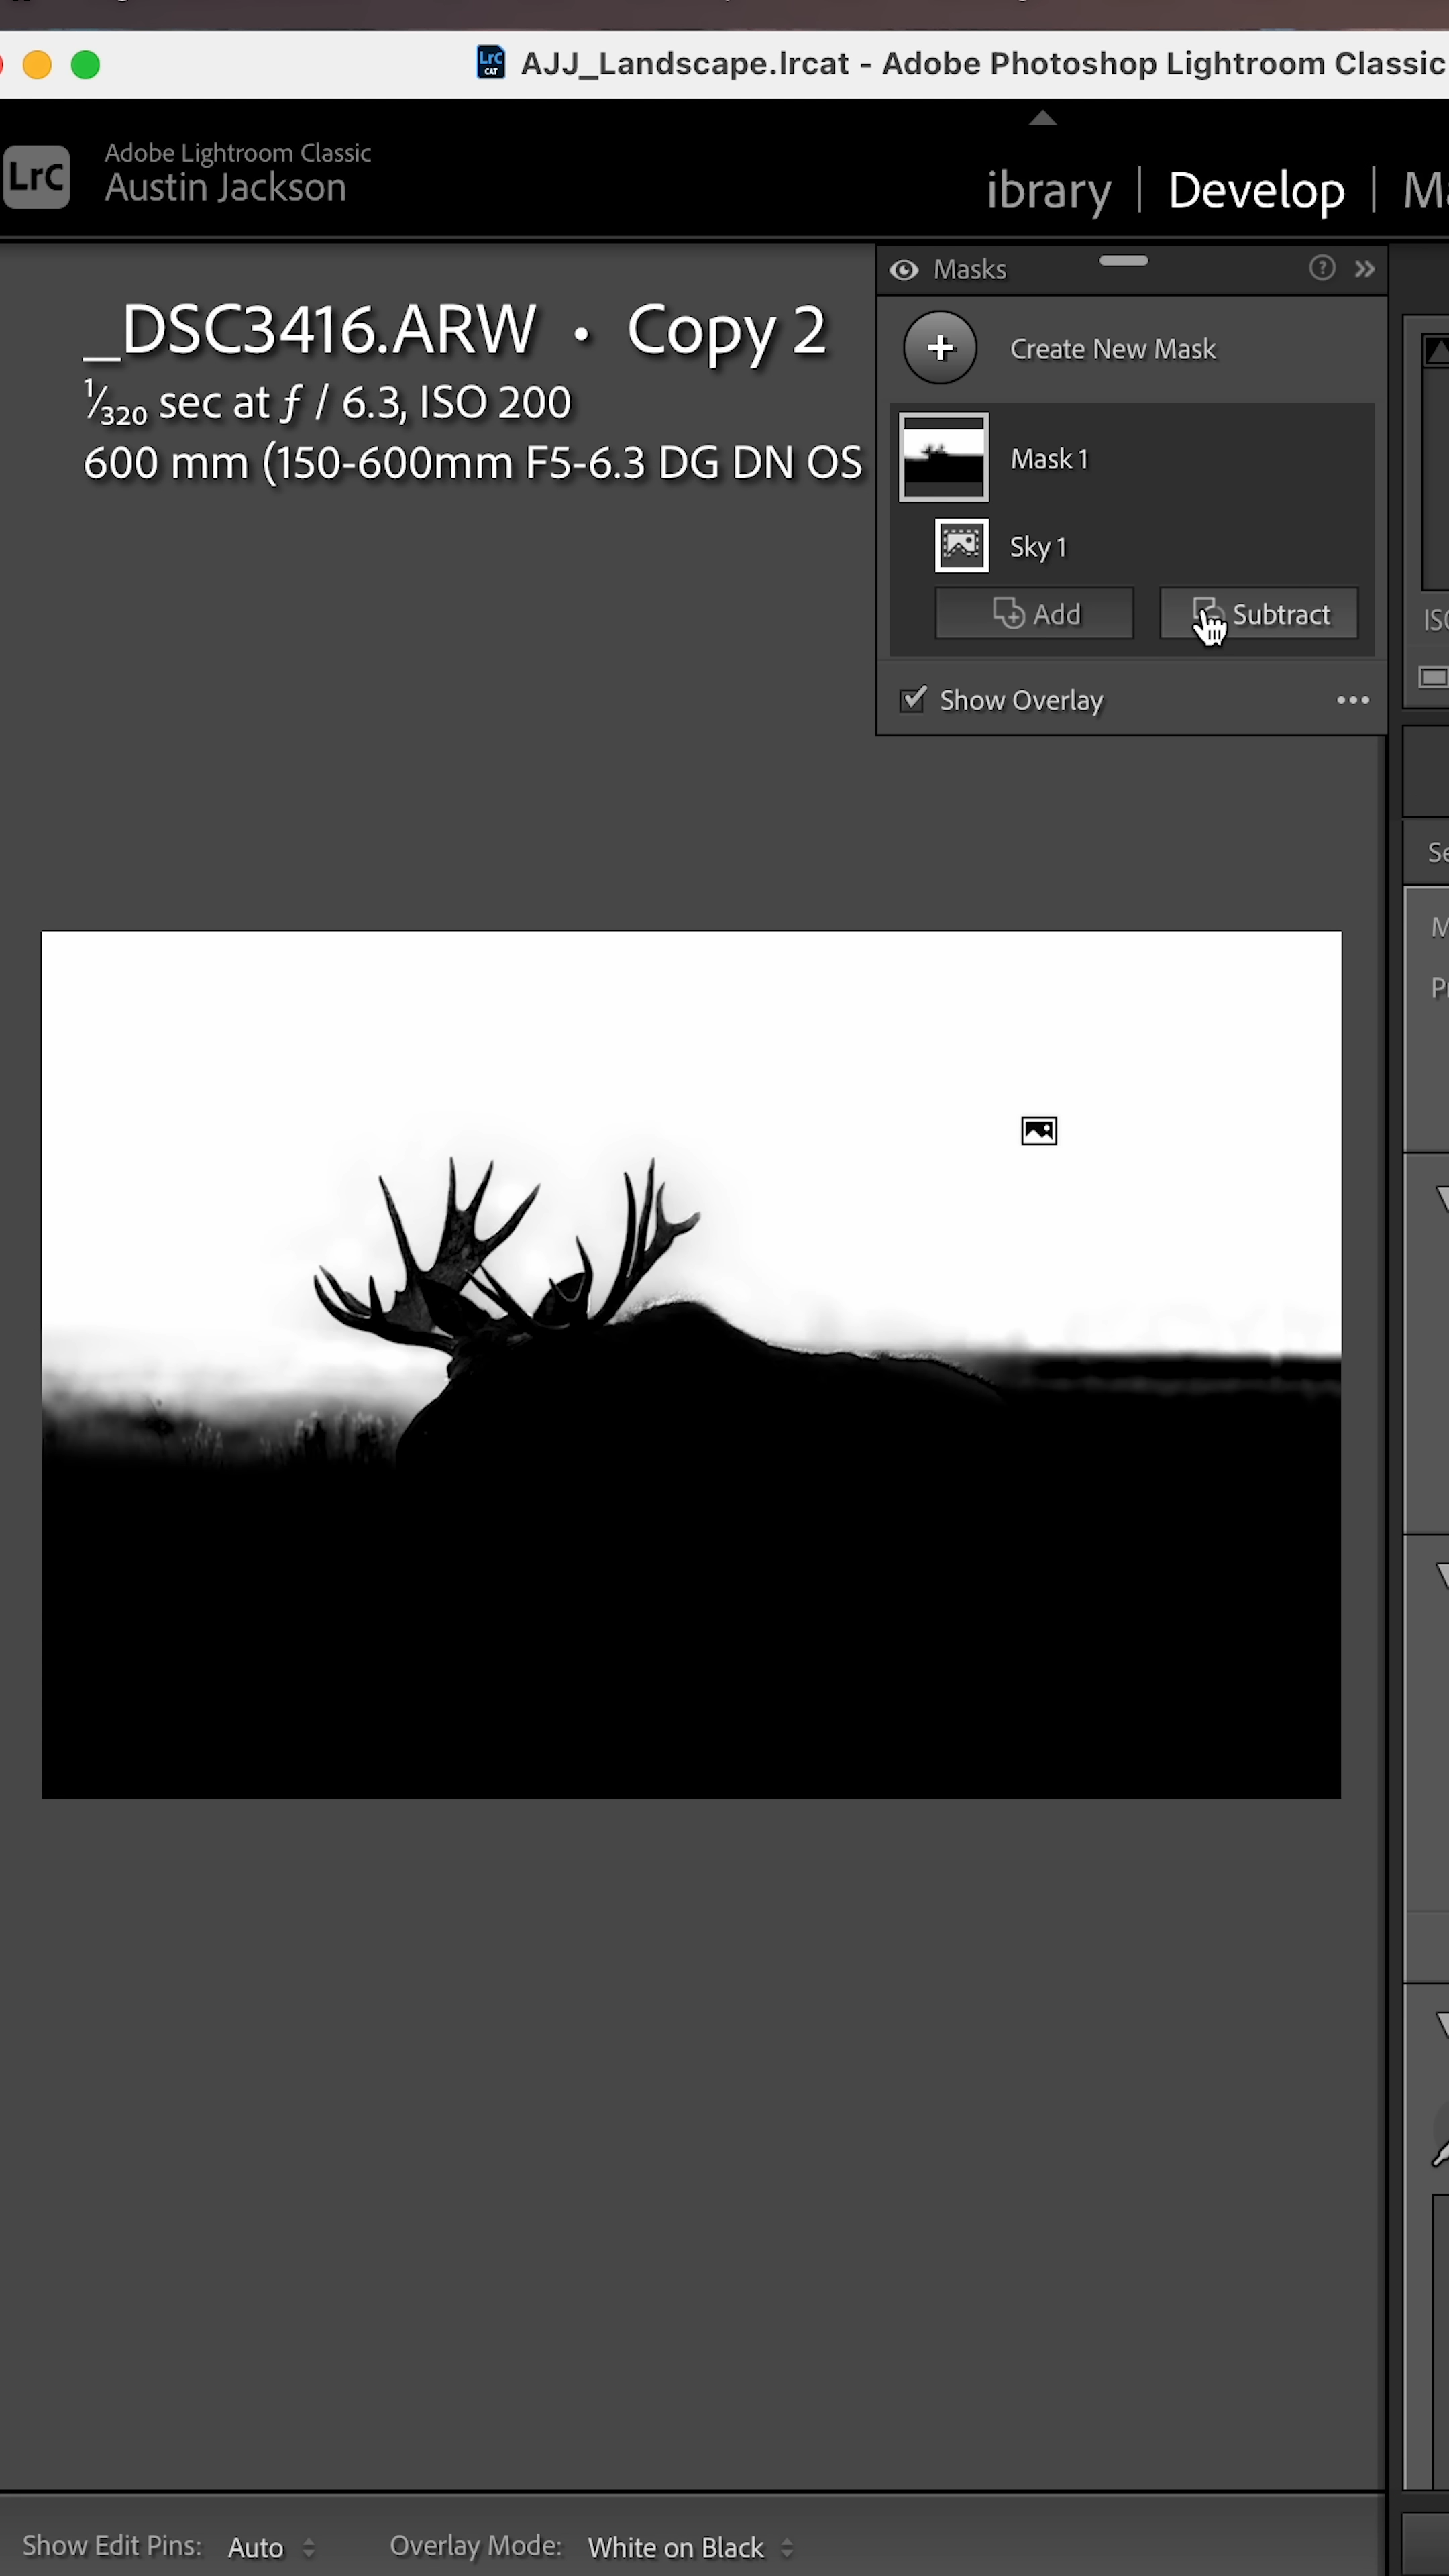 AJJ_Landscape.lrcat - Adobe Photoshop Lightroom Classic
LrC
Adobe Lightroom Classic
Austin Jackson
ibrary | Develop |
Masks
_DSC3416.ARW • Copy 2
1/320 sec at ƒ / 6.3, ISO 200
600 mm (150-600mm F5-6.3 DG DN OS
Create New Mask
Mask 1
Sky 1
Add
Subtract
Show Overlay
Show Edit Pins: Auto
Overlay Mode: White on Black